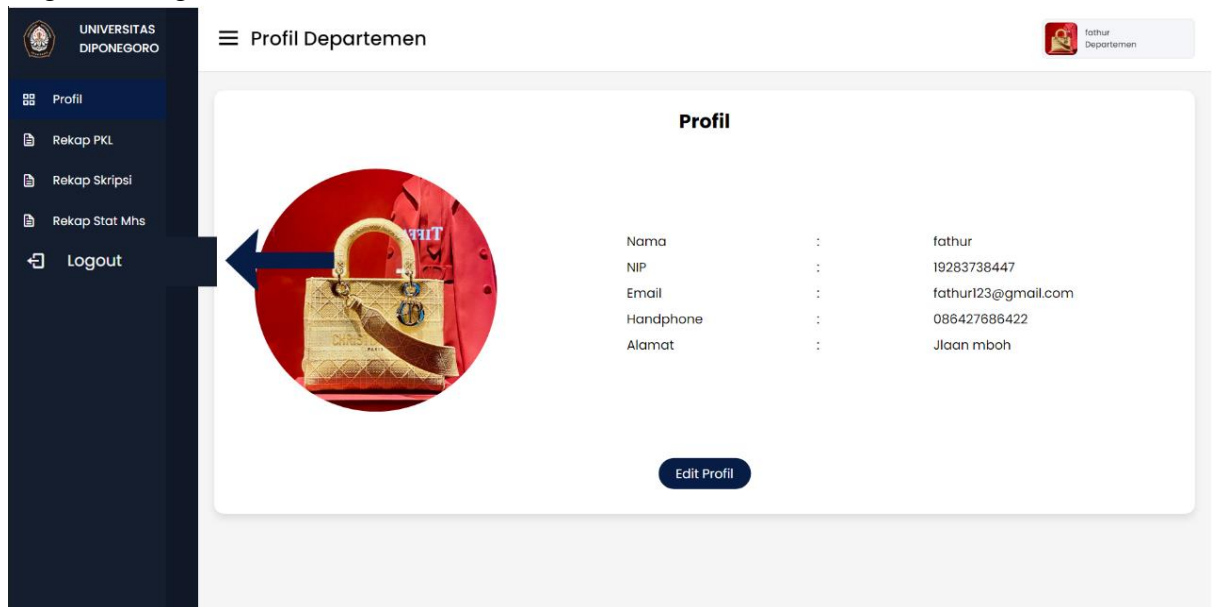 UNIVERSITAS
DIPONEGORO
Profil Departemen
fathur
Departemen
Profil
Rekap PKL
Rekap Skripsi
Rekap Stat Mhs
Logout
Profil
Nama : fathur
NIP : 19283738447
Email : fathur123@gmail.com
Handphone : 086427686422
Alamat : Jlaan mboh
Edit Profil